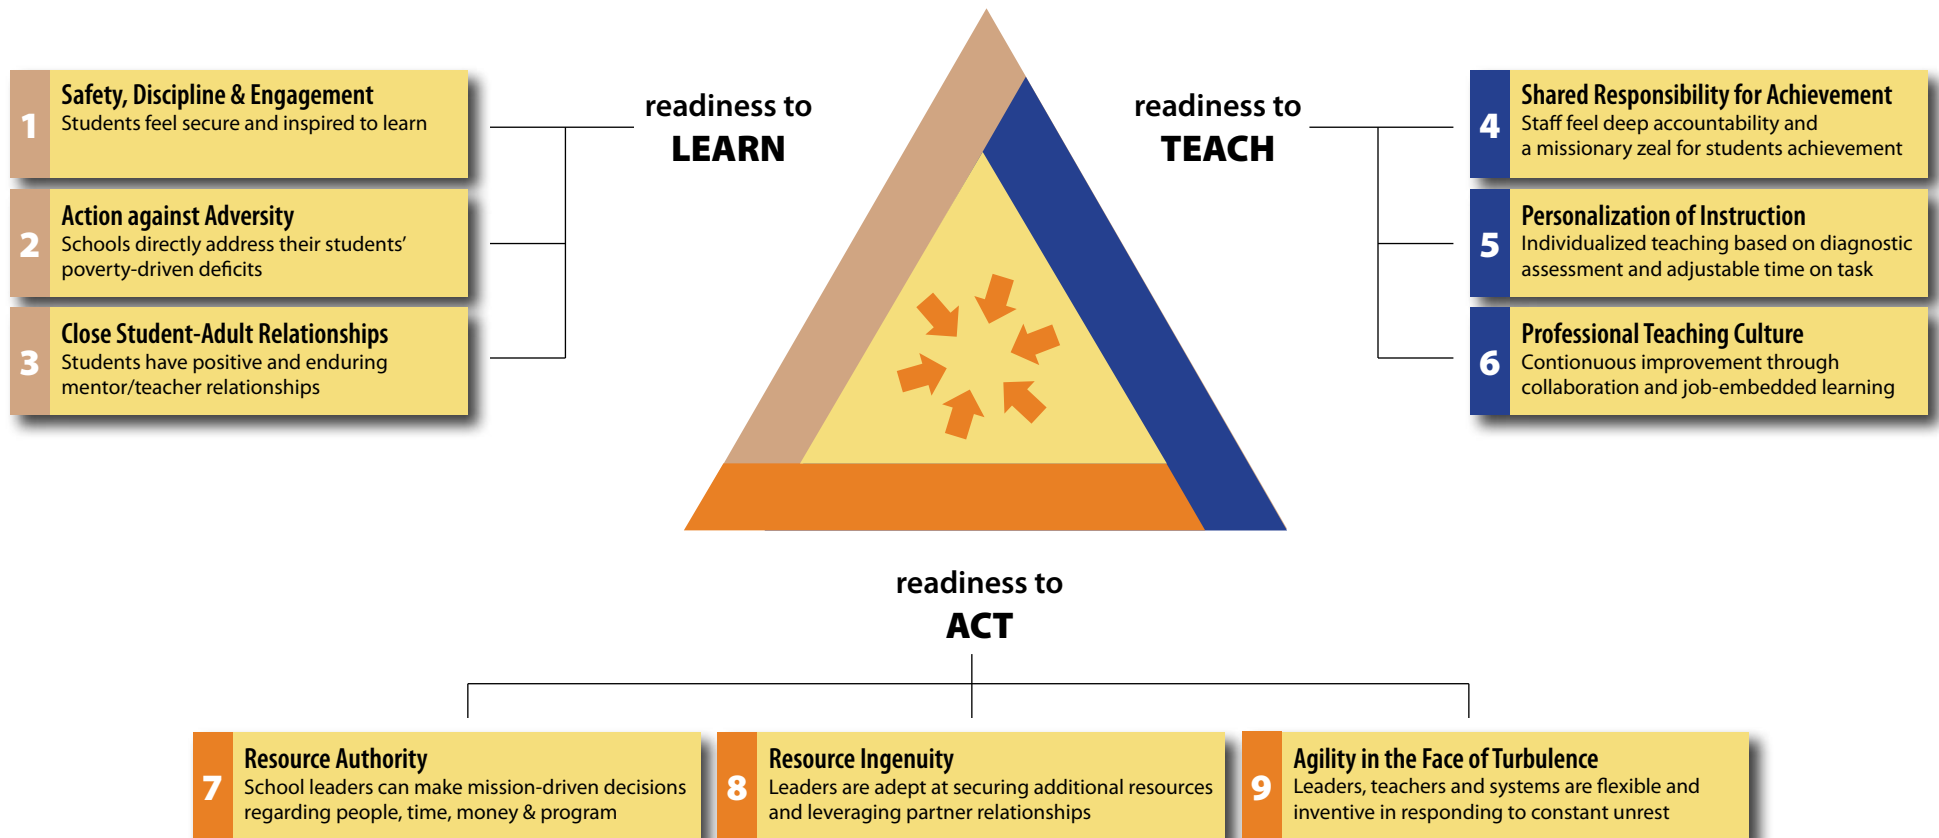 readiness to
LEARN
1
Safety, Discipline & Engagement
Students feel secure and inspired to learn
2
Action against Adversity
Schools directly address their students’
poverty-driven deficits
3
Close Student-Adult Relationships
Students have positive and enduring
mentor/teacher relationships
readiness to
TEACH
4
Shared Responsibility for Achievement
Staff feel deep accountability and
a missionary zeal for students achievement
5
Personalization of Instruction
Individualized teaching based on diagnostic
assessment and adjustable time on task
6
Professional Teaching Culture
Contionuous improvement through
collaboration and job-embedded learning
readiness to
ACT
7
Resource Authority
School leaders can make mission-driven decisions
regarding people, time, money & program
8
Resource Ingenuity
Leaders are adept at securing additional resources
and leveraging partner relationships
9
Agility in the Face of Turbulence
Leaders, teachers and systems are flexible and
inventive in responding to constant unrest